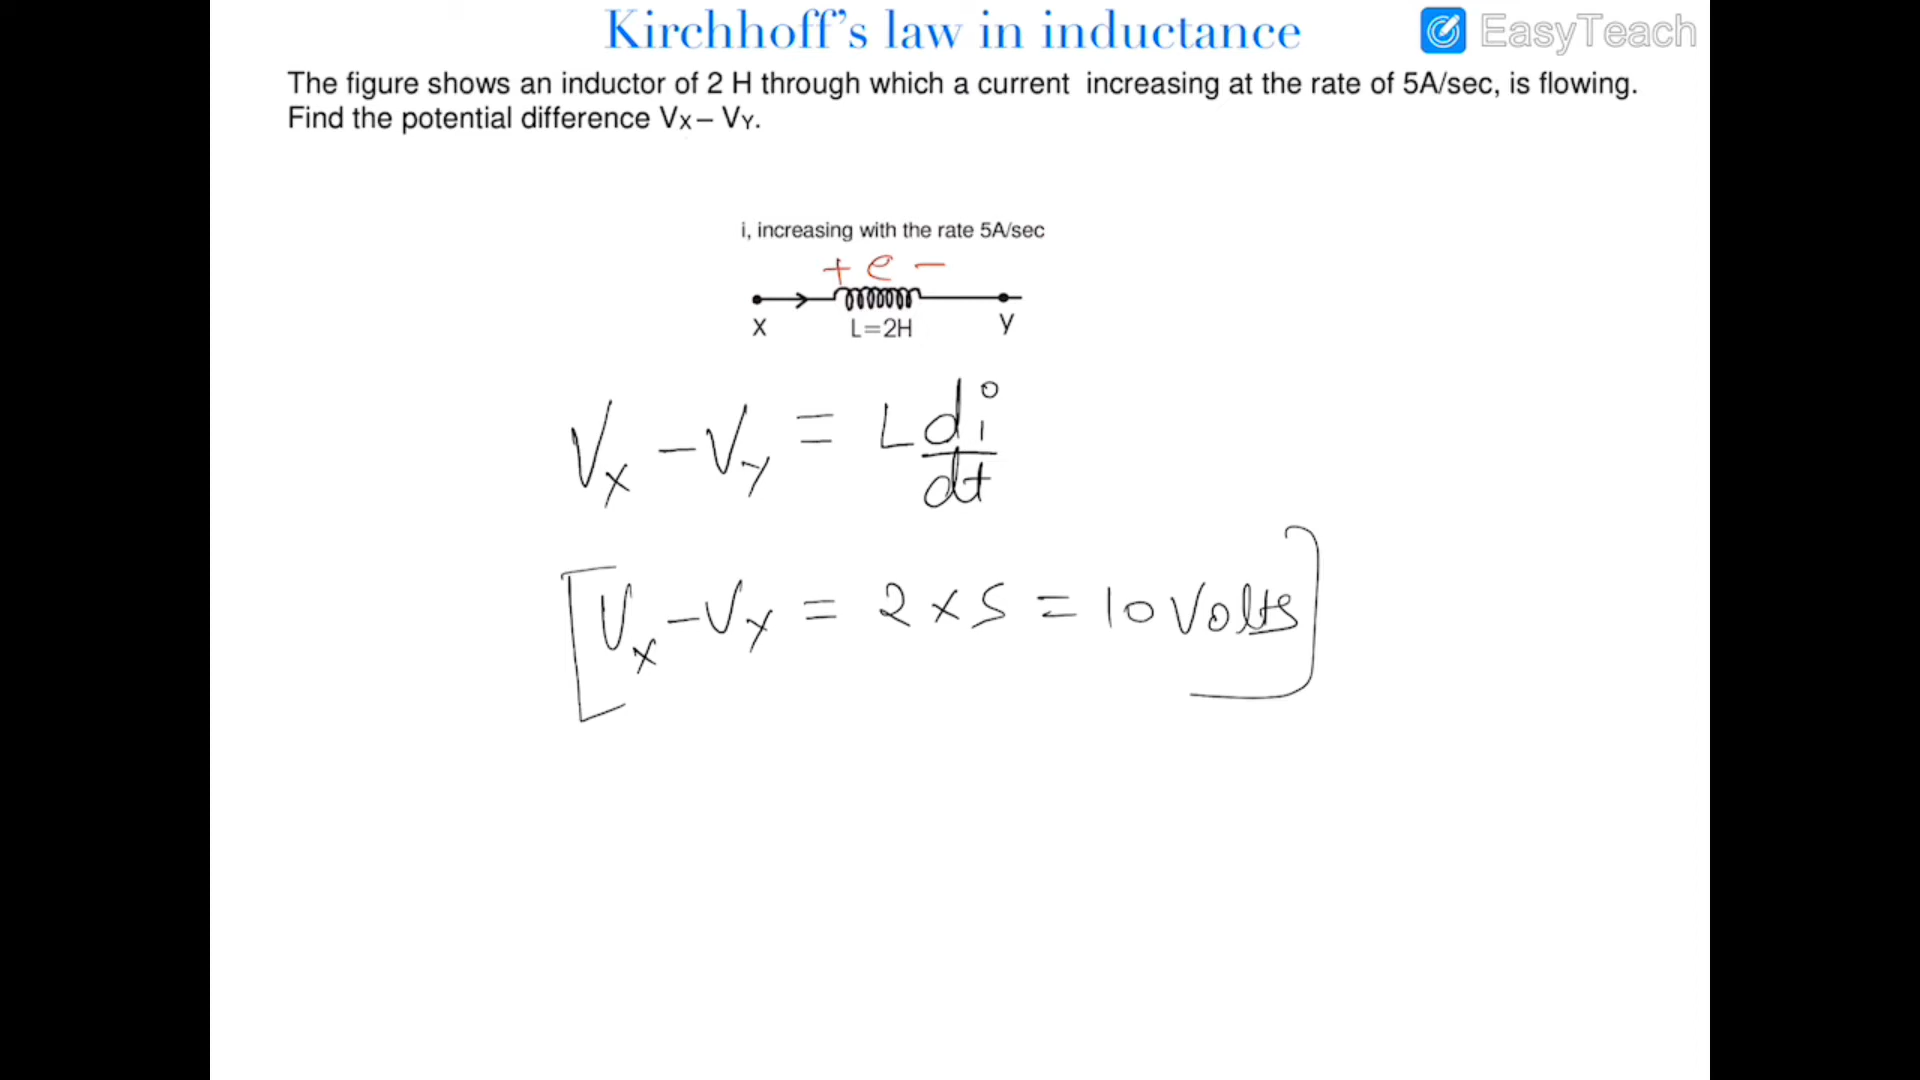 Kirchhoff's law in inductance
EasyTeach
The figure shows an inductor of 2 H through which a current increasing at the rate of 5A/sec, is flowing.
Find the potential difference VX – VY.
i, increasing with the rate 5A/sec
+ e -
X L=2H y
Vx - Vy = L di/dt
[Vx - Vy = 2 × 5 = 10 Volts]